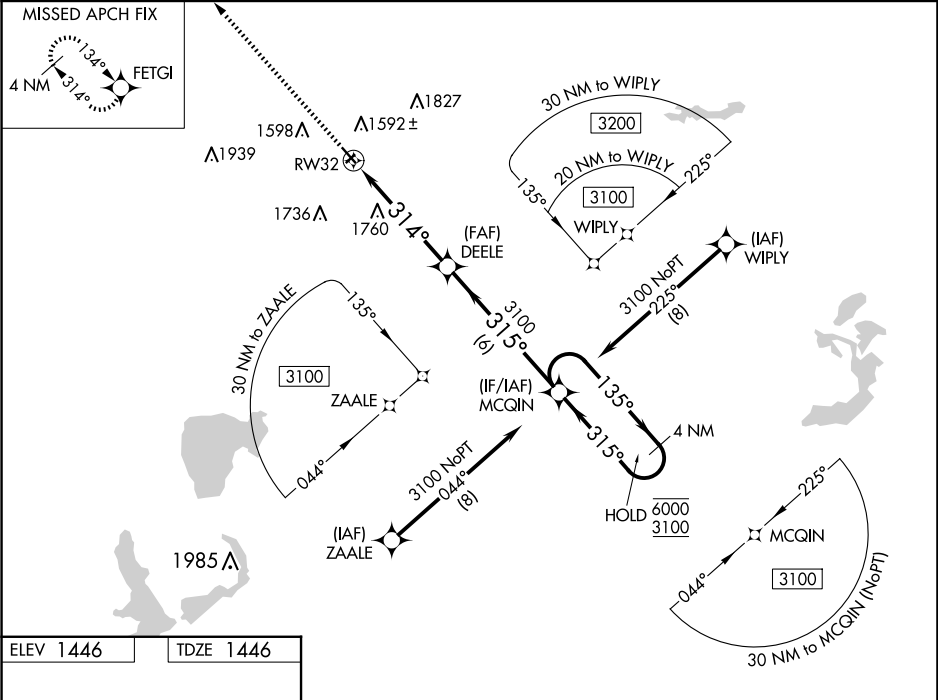 MISSED APCH FIX
134°
FETGI
4 NM
314°
1827
1598
1592 ±
1939
RW32
1736
1760
314°
(FAF)
DEELE
30 NM to WIPLY
3200
20 NM to WIPLY
3100
135°
225°
WIPLY
(IAF)
WIPLY
3100 NoPT
225°
(8)
3100
315°
(6)
30 NM to ZAALE
135°
3100
ZAALE
044°
(IF/IAF)
MCQIN
135°
315°
4 NM
HOLD
6000
3100
3100 NoPT
044°
(8)
(IAF)
ZAALE
225°
MCQIN
044°
3100
30 NM to MCQIN (NoPT)
1985
ELEV 1446
TDZE 1446